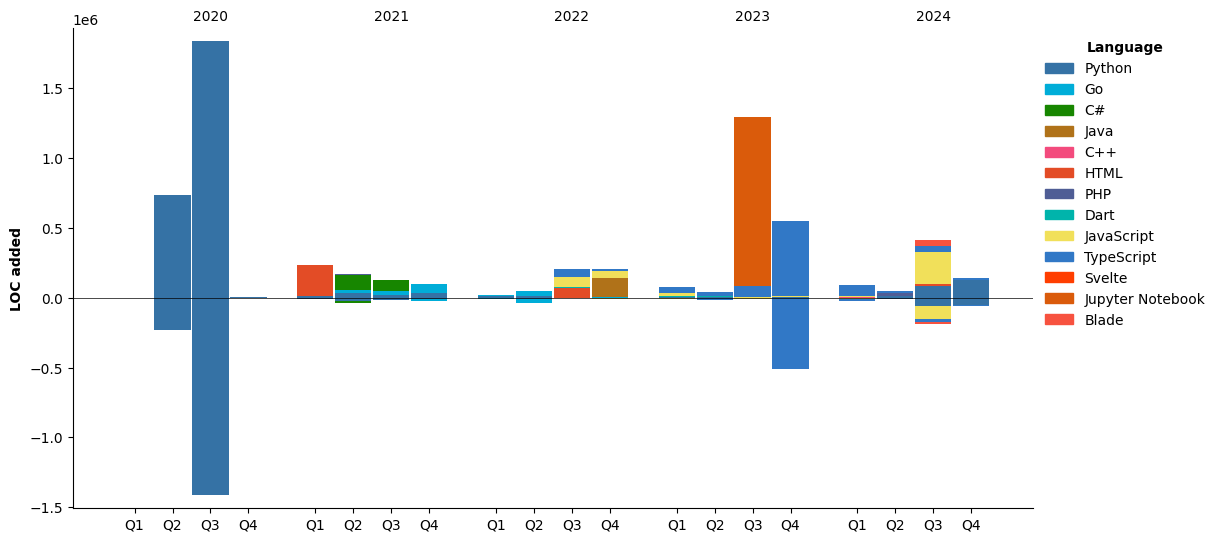 2020 2021 2022 2023 2024
1e6
1.5
1.0
0.5
0.0
−0.5
−1.0
−1.5
LOC added
Q1 Q2 Q3 Q4 Q1 Q2 Q3 Q4 Q1 Q2 Q3 Q4 Q1 Q2 Q3 Q4 Q1 Q2 Q3 Q4
Language
Python
Go
C#
Java
C++
HTML
PHP
Dart
JavaScript
TypeScript
Svelte
Jupyter Notebook
Blade